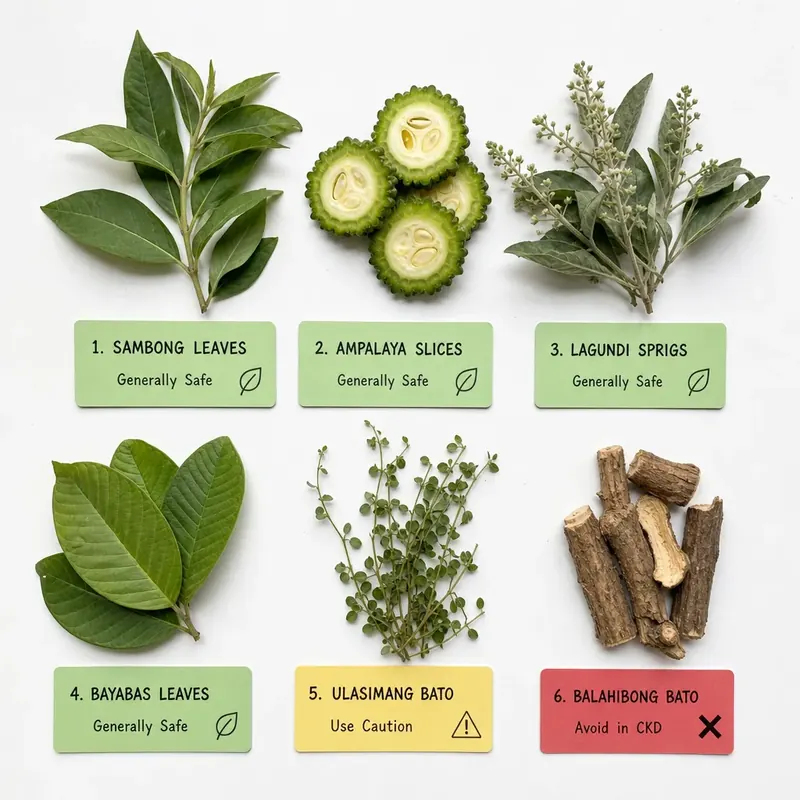 1. SAMBONG LEAVES
Generally Safe
2. AMPALAYA SLICES
Generally Safe
3. LAGUNDI SPRIGS
Generally Safe
4. BAYABAS LEAVES
Generally Safe
5. ULASIMANG BATO
Use Caution
6. BALAHIBONG BATO
Avoid in CKD